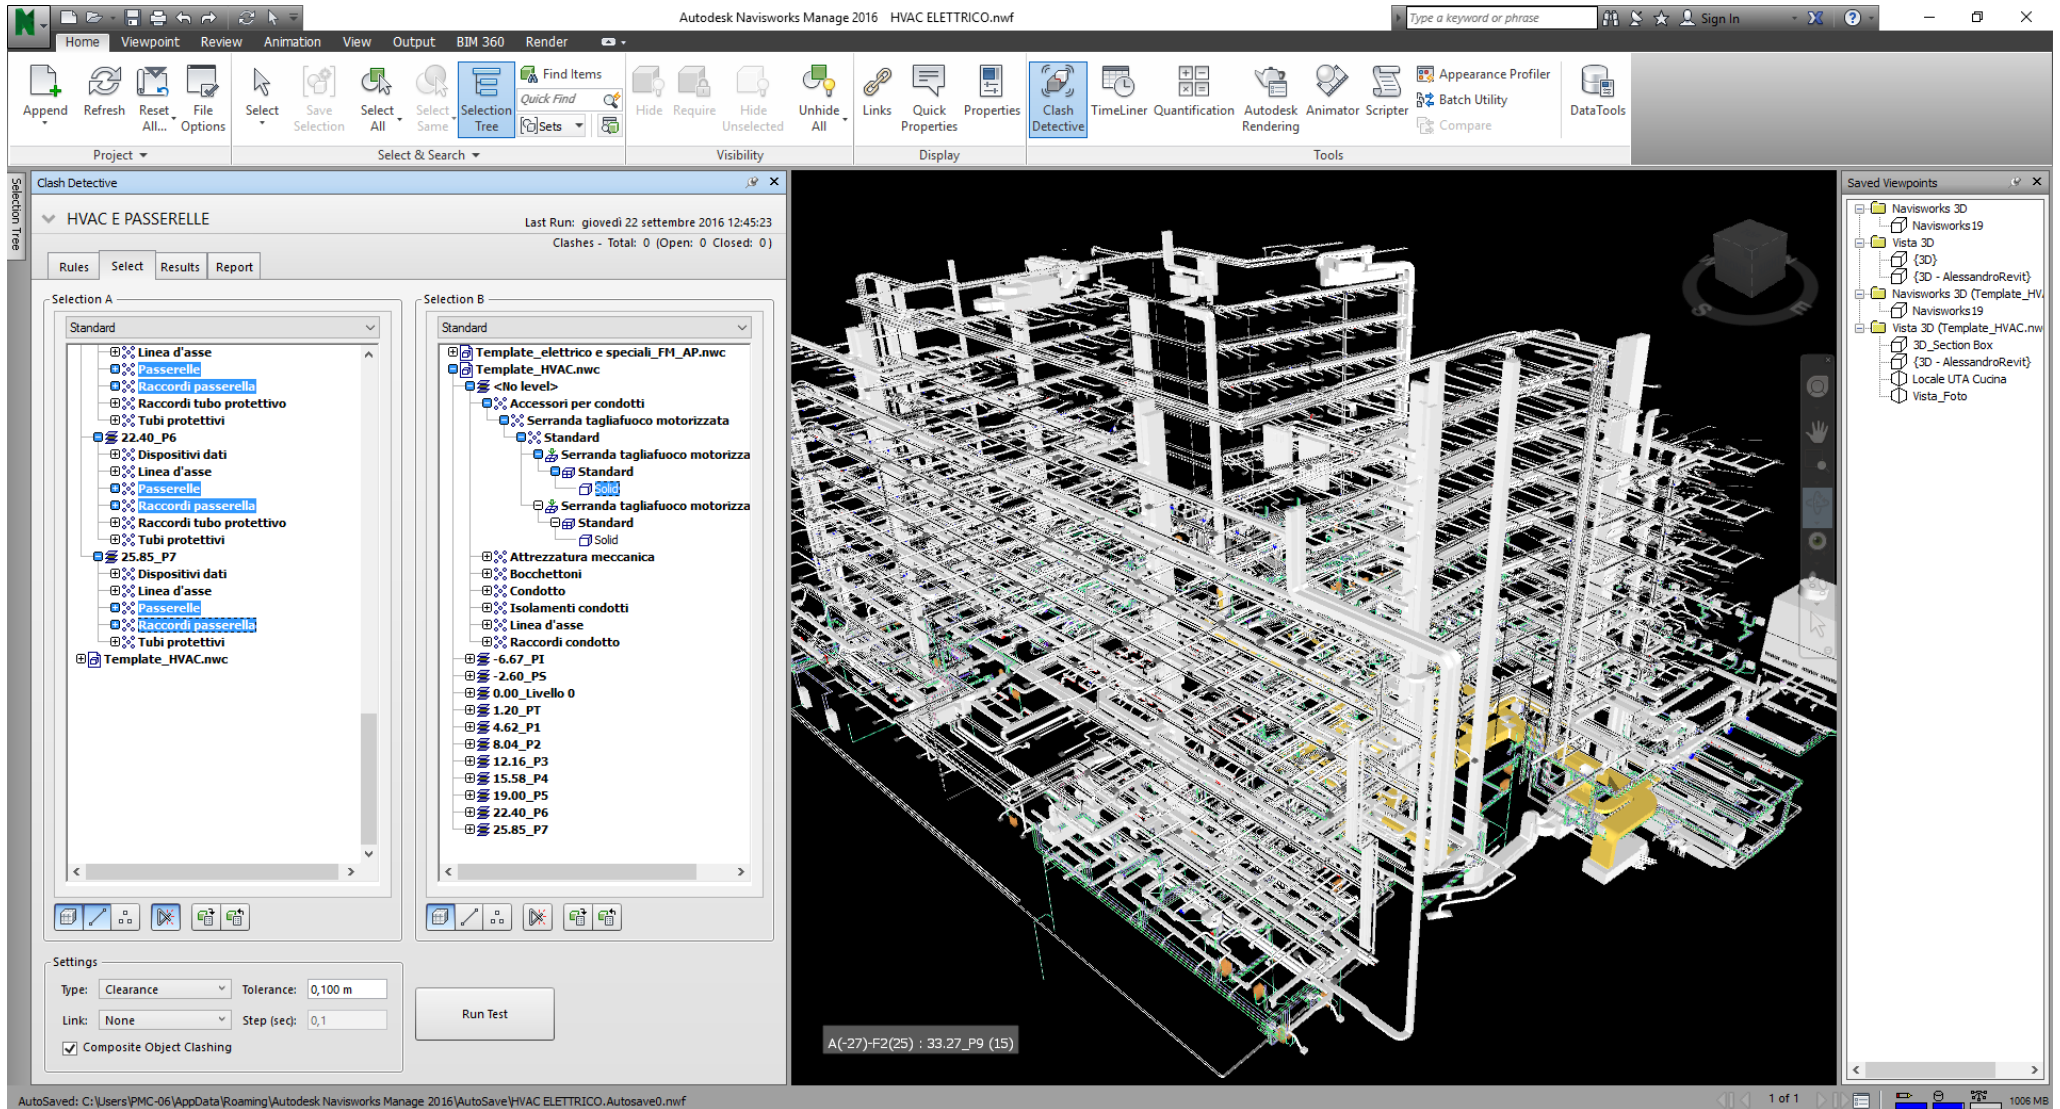 Autodesk Navisworks Manage 2016 HVAC ELETTRICO.nwf
Type a keyword or phrase
Sign In
Home Viewpoint Review Animation View Output BIM 360 Render
Append Refresh Reset All... File Options
Select Save Selection Select All Select Same Selection Tree
Find Items
Quick Find
Sets
Hide Require Hide Unselected Unhide All
Links Quick Properties Properties
Clash Detective TimeLiner Quantification Autodesk Rendering Animator Scripter
Appearance Profiler
Batch Utility
Compare
DataTools
Project Select & Search Visibility Display Tools
Selection Tree
Clash Detective
HVAC E PASSERELLE
Last Run: giovedì 22 settembre 2016 12:45:23
Clashes - Total: 0 (Open: 0 Closed: 0)
Rules Select Results Report
Selection A
Standard
Linea d'asse
Passerelle
Raccordi passerella
Raccordi tubo protettivo
Tubi protettivi
22.40_P6
Dispositivi dati
Linea d'asse
Passerelle
Raccordi passerella
Raccordi tubo protettivo
Tubi protettivi
25.85_P7
Dispositivi dati
Linea d'asse
Passerelle
Raccordi passerella
Tubi protettivi
Template_HVAC.nwc
Selection B
Standard
Template_elettrico e speciali_FM_AP.nwc
Template_HVAC.nwc
<No level>
Accessori per condotti
Serranda tagliafuoco motorizzata
Standard
Serranda tagliafuoco motorizza
Standard
Solid
Serranda tagliafuoco motorizza
Standard
Solid
Attrezzatura meccanica
Bocchettoni
Condotto
Isolamenti condotti
Linea d'asse
Raccordi condotto
-6.67_PI
-2.60_PS
0.00_Livello 0
1.20_PT
4.62_P1
8.04_P2
12.16_P3
15.58_P4
19.00_P5
22.40_P6
25.85_P7
Settings
Type: Clearance Tolerance: 0,100 m
Link: None Step (sec): 0,1
Composite Object Clashing
Run Test
A(-27)-F2(25) : 33.27_P9 (15)
S E
Saved Viewpoints
Navisworks 3D
Navisworks19
Vista 3D
{3D}
{3D - AlessandroRevit}
Navisworks 3D (Template_HV
Navisworks19
Vista 3D (Template_HVAC.nw
3D_Section Box
{3D - AlessandroRevit}
Locale UTA Cucina
Vista_Foto
AutoSaved: C:\Users\PMC-06\AppData\Roaming\Autodesk Navisworks Manage 2016\AutoSave\HVAC ELETTRICO.Autosave0.nwf
1 of 1
1006 MB